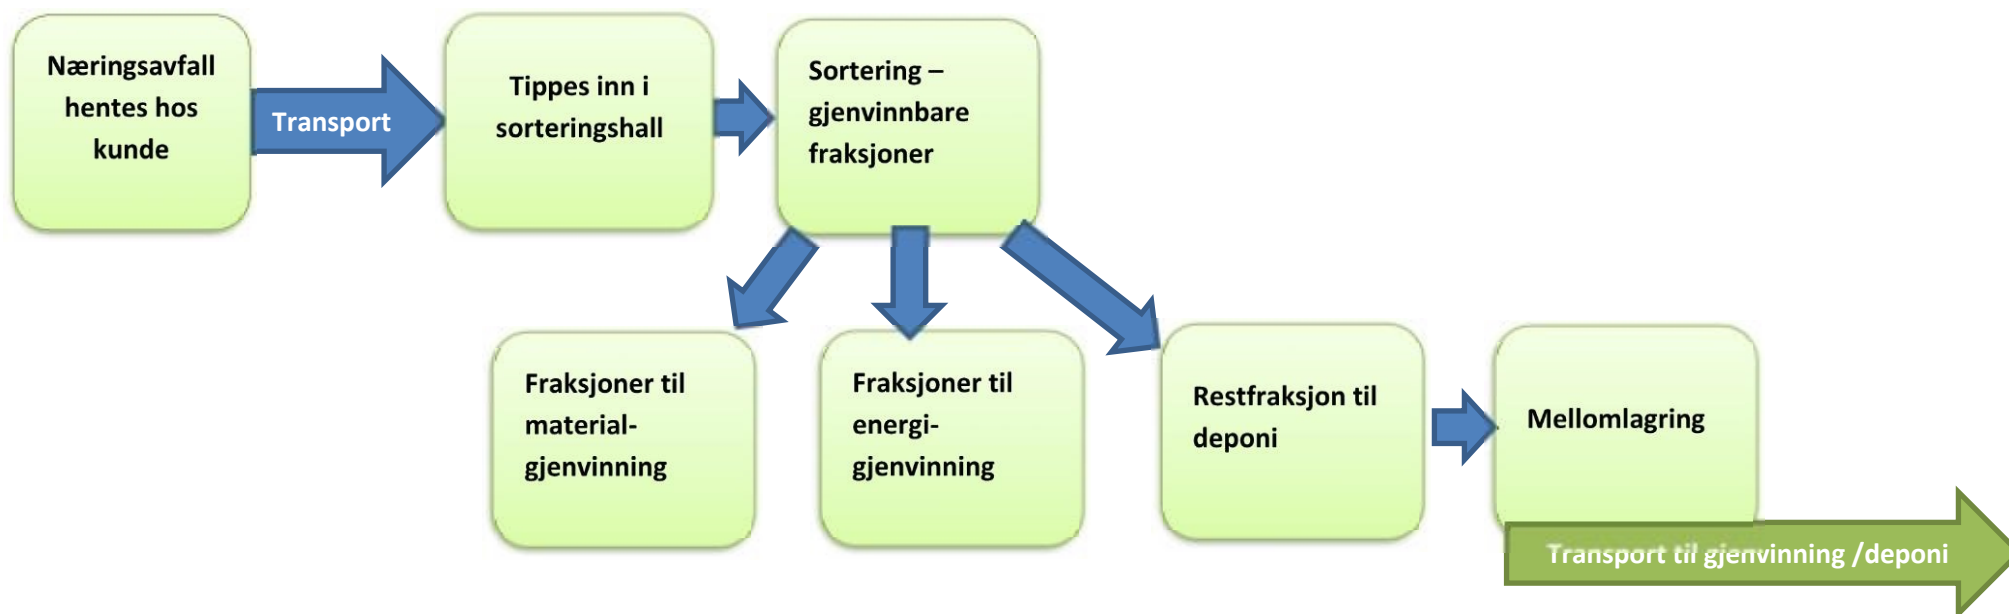 Næringsavfall
hentes hos
kunde
Transport
Tippes inn i
sorteringshall
Sortering –
gjenvinnbare
fraksjoner
Fraksjoner til
material-
gjenvinning
Fraksjoner til
energi-
gjenvinning
Restfraksjon til
deponi
Mellomlagring
Transport til gjenvinning /deponi